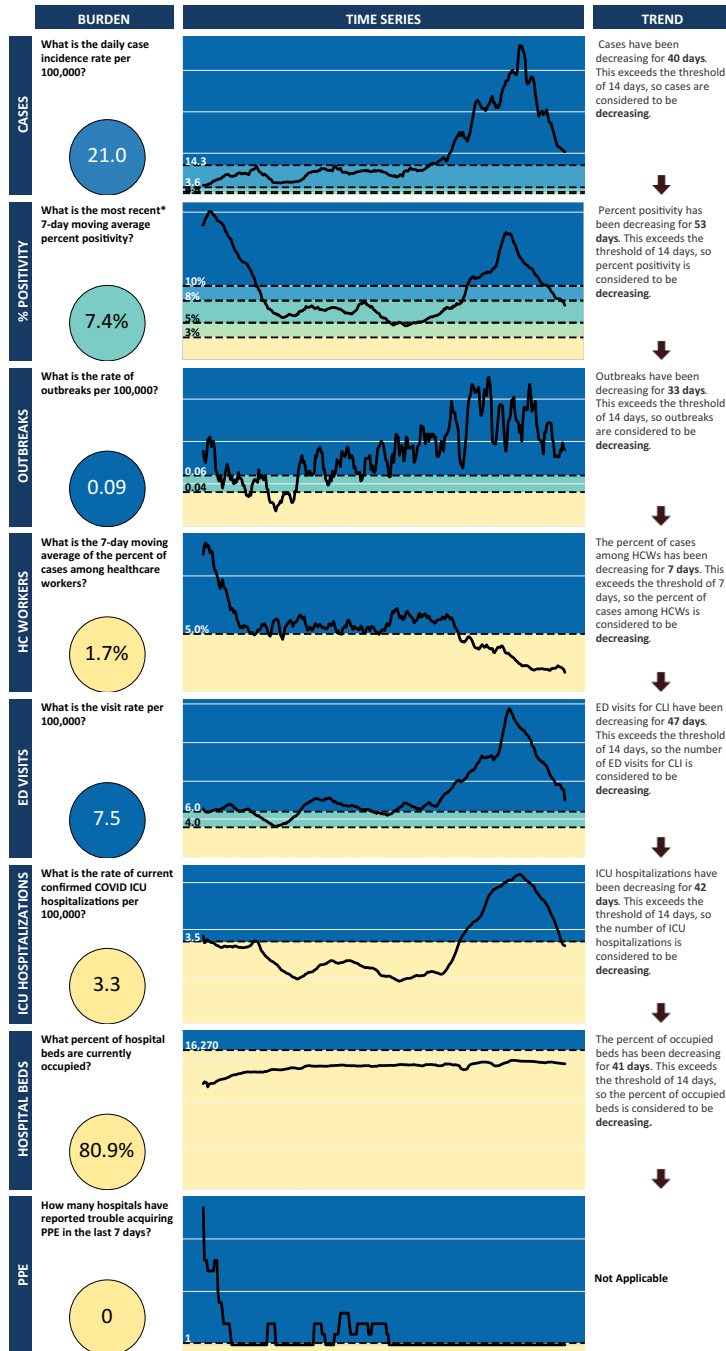 BURDEN
TIME SERIES
TREND
CASES
What is the daily case
incidence rate per
100,000?
21.0
14.3
3.6
Cases have been
decreasing for 40 days.
This exceeds the threshold
of 14 days, so cases are
considered to be
decreasing.
% POSITIVITY
What is the most recent*
7-day moving average
percent positivity?
7.4%
10%
8%
5%
3%
Percent positivity has
been decreasing for 53
days. This exceeds the
threshold of 14 days, so
percent positivity is
considered to be
decreasing.
OUTBREAKS
What is the rate of
outbreaks per 100,000?
0.09
0.06
0.04
Outbreaks have been
decreasing for 33 days.
This exceeds the threshold
of 14 days, so outbreaks
are considered to be
decreasing.
HC WORKERS
What is the 7-day moving
average of the percent of
cases among healthcare
workers?
1.7%
5.0%
The percent of cases
among HCWs has been
decreasing for 7 days. This
exceeds the threshold of 7
days, so the percent of
cases among HCWs is
considered to be
decreasing.
ED VISITS
What is the visit rate per
100,000?
7.5
6.0
4.0
ED visits for CLI have been
decreasing for 47 days.
This exceeds the threshold
of 14 days, so the number
of ED visits for CLI is
considered to be
decreasing.
ICU HOSPITALIZATIONS
What is the rate of current
confirmed COVID ICU
hospitalizations per
100,000?
3.3
3.5
ICU hospitalizations have
been decreasing for 42
days. This exceeds the
threshold of 14 days, so
the number of ICU
hospitalizations is
considered to be
decreasing.
HOSPITAL BEDS
What percent of hospital
beds are currently
occupied?
80.9%
16,270
The percent of occupied
beds has been decreasing
for 41 days. This exceeds
the threshold of 14 days,
so the percent of occupied
beds is considered to be
decreasing.
PPE
How many hospitals have
reported trouble acquiring
PPE in the last 7 days?
0
1
Not Applicable